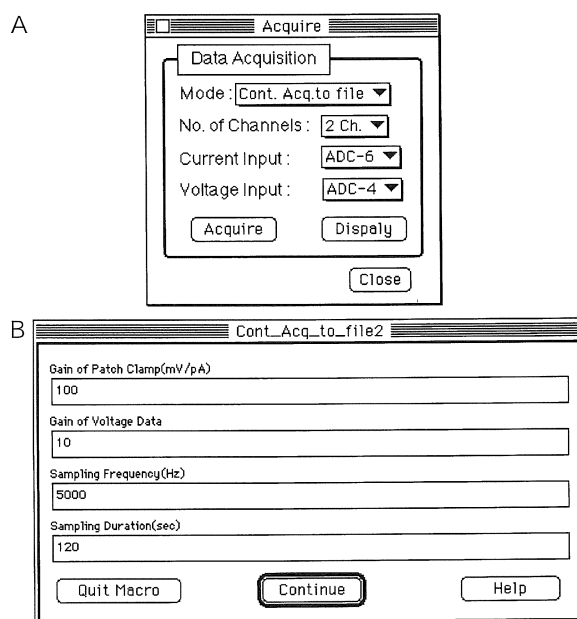 A
Acquire
Data Acquisition
Mode : Cont. Acq.to file
No. of Channels : 2 Ch.
Current Input : ADC-6
Voltage Input : ADC-4
Acquire Dispaly
Close
B
Cont_Acq_to_file2
Gain of Patch Clamp(mV/pA)
100
Gain of Voltage Data
10
Sampling Frequency(Hz)
5000
Sampling Duration(sec)
120
Quit Macro Continue Help